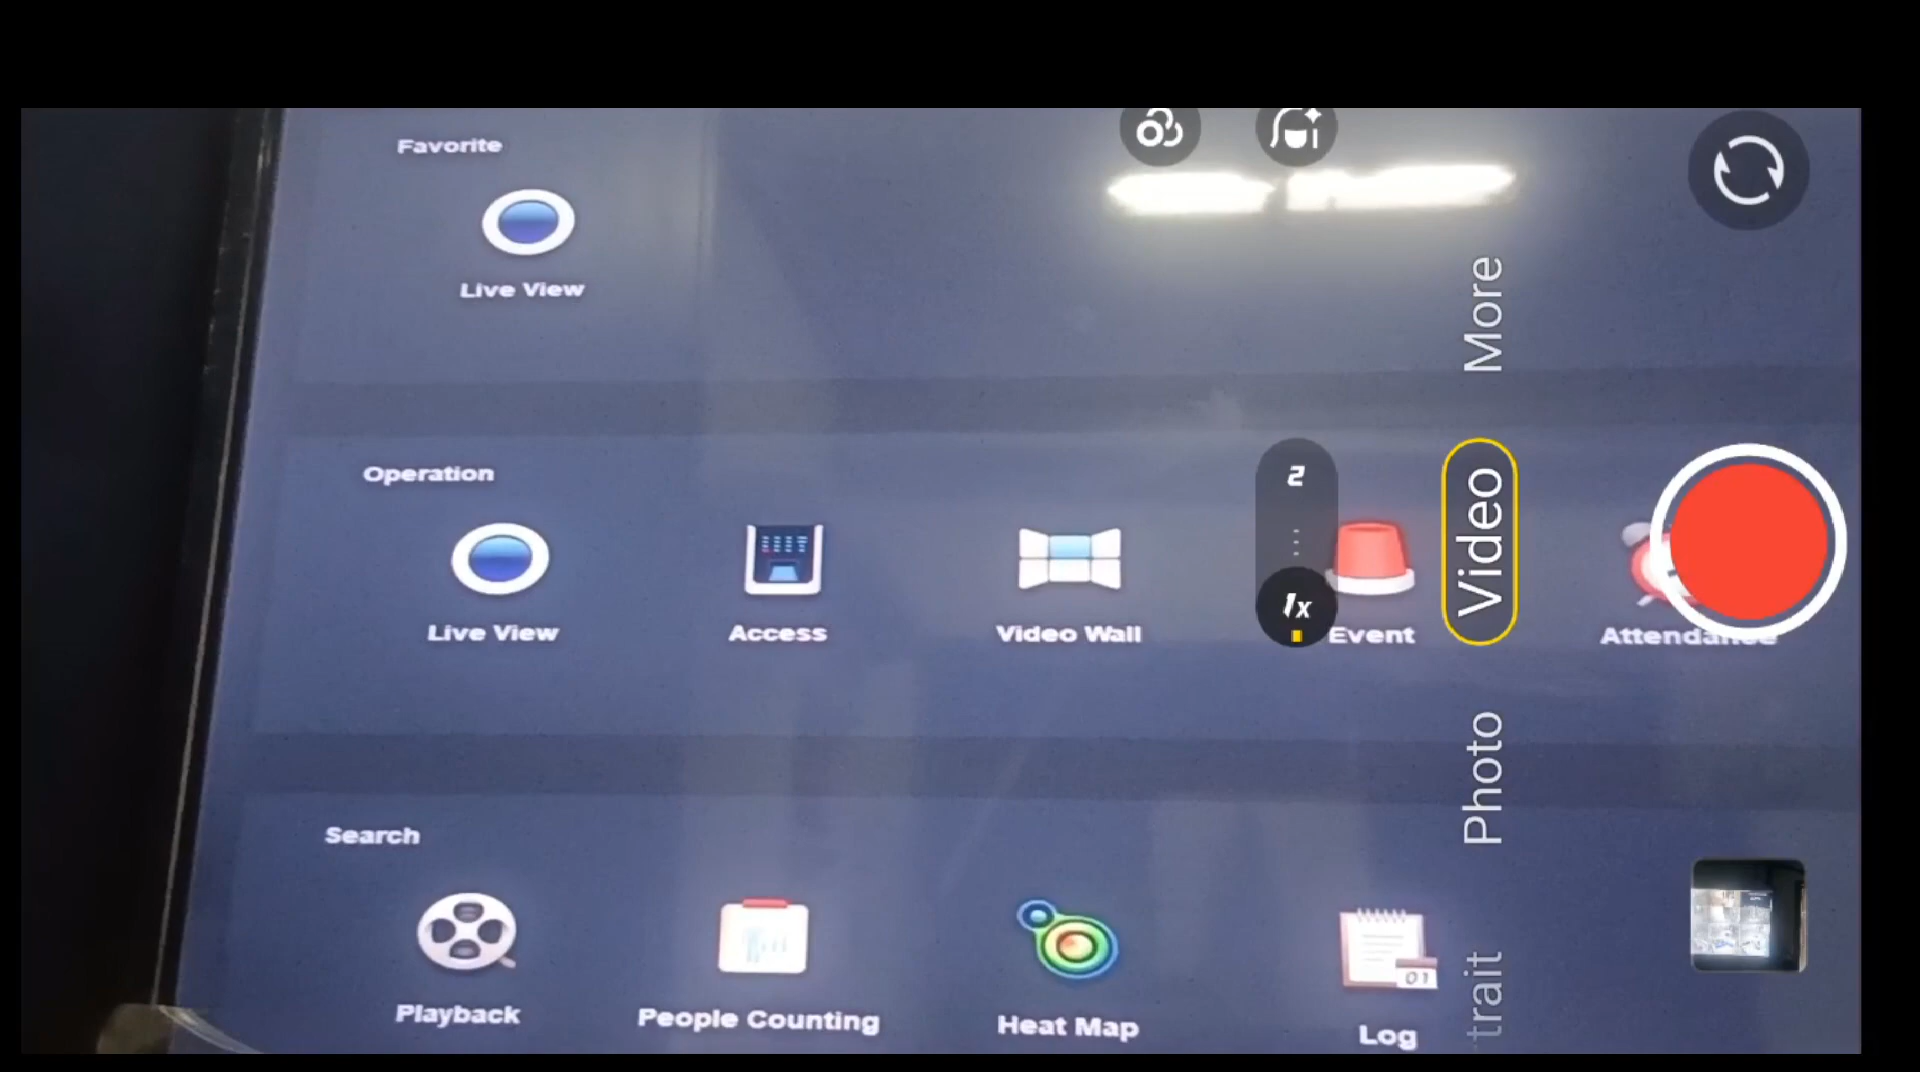 Favorite
Live View
More
Operation
2
1x
Video
Live View
Access
Video Wall
Event
Attendance
Photo
Search
01
trait
Playback
People Counting
Heat Map
Log